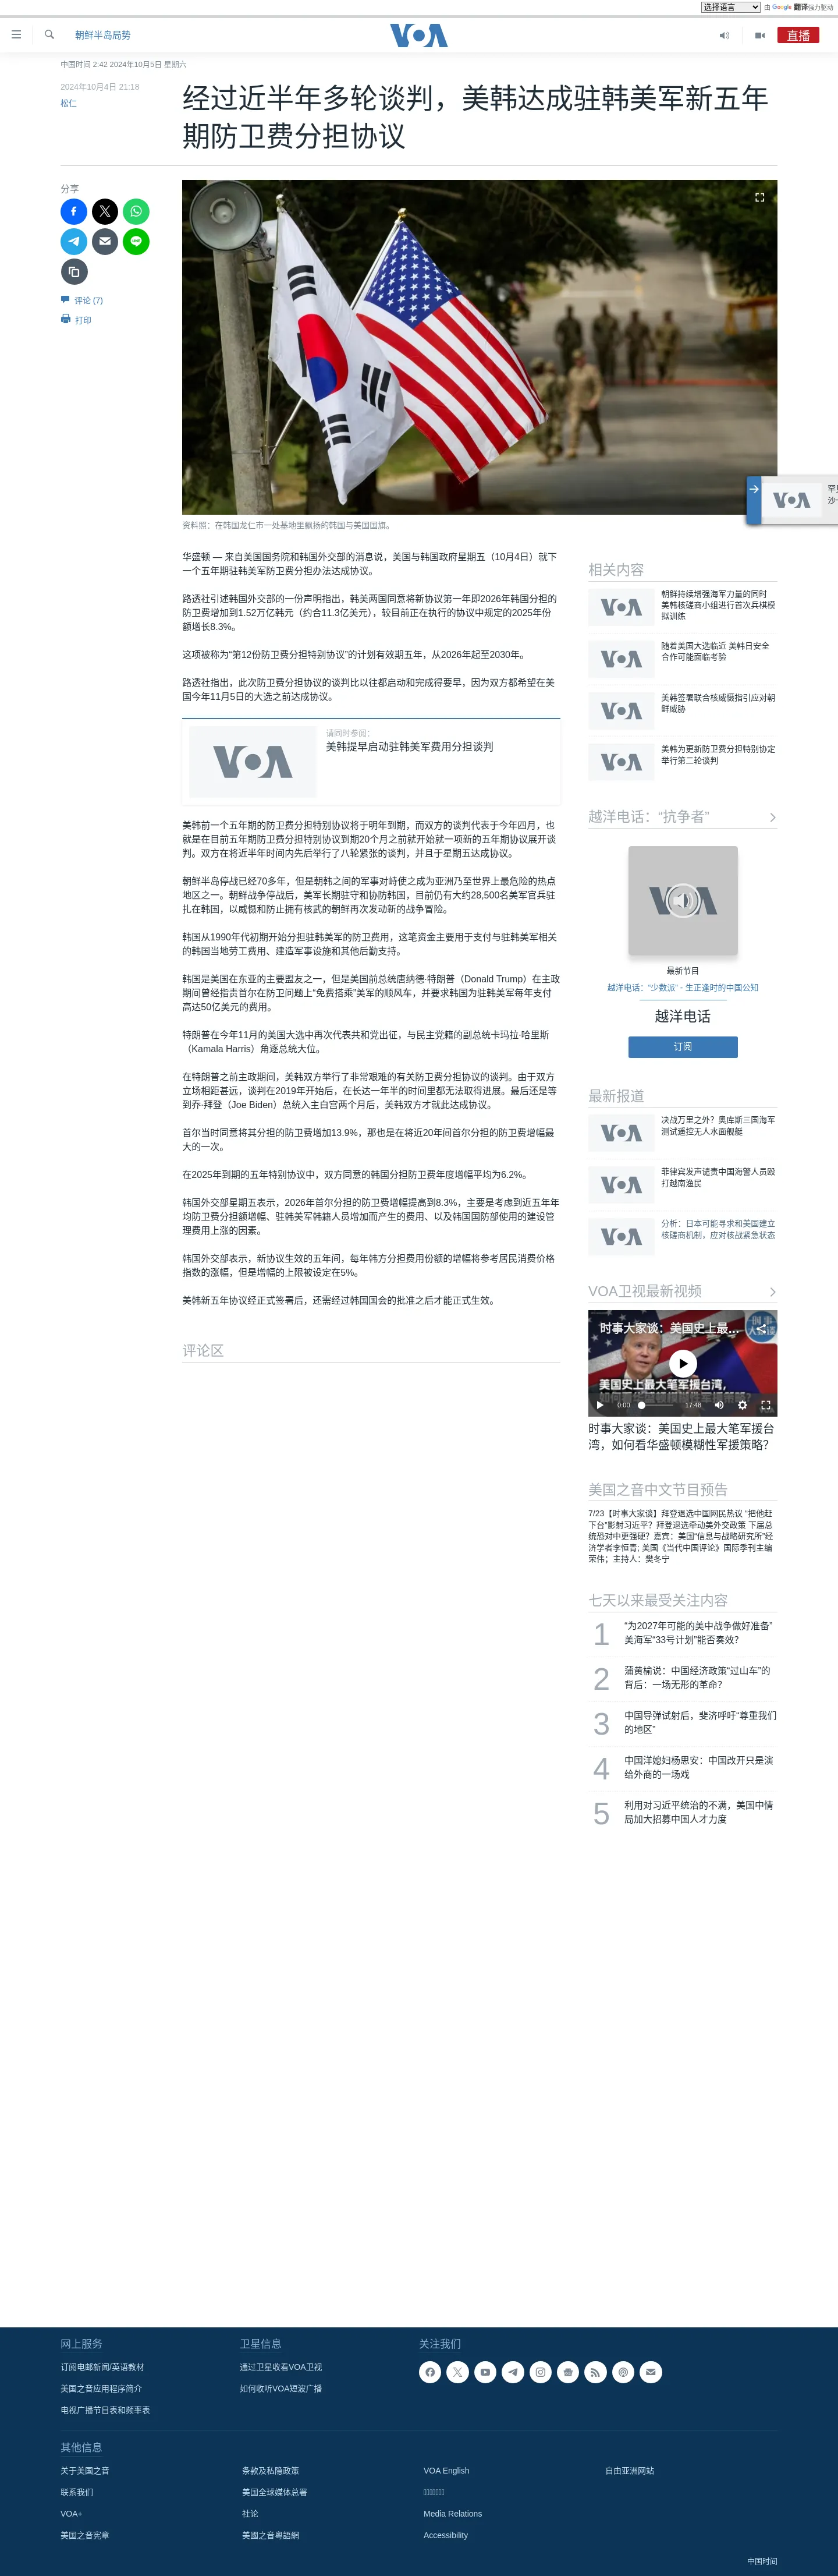 选择语言 由 Google 翻译强力驱动
朝鲜半岛局势
VOA
直播
中国时间 2:42 2024年10月5日 星期六
2024年10月4日 21:18
松仁
经过近半年多轮谈判，美韩达成驻韩美军新五年
期防卫费分担协议
分享
评论 (7)
打印
资料照：在韩国龙仁市一处基地里飘扬的韩国与美国国旗。
VOA
华盛顿 — 来自美国国务院和韩国外交部的消息说，美国与韩国政府星期五（10月4日）就下
一个五年期驻韩美军防卫费分担办法达成协议。
路透社引述韩国外交部的一份声明指出，韩美两国同意将新协议第一年即2026年韩国分担的
防卫费增加到1.52万亿韩元（约合11.3亿美元），较目前正在执行的协议中规定的2025年份
额增长8.3%。
这项被称为“第12份防卫费分担特别协议”的计划有效期五年，从2026年起至2030年。
路透社指出，此次防卫费分担协议的谈判比以往都启动和完成得要早，因为双方都希望在美
国今年11月5日的大选之前达成协议。
VOA
请同时参阅:
美韩提早启动驻韩美军费用分担谈判
美韩前一个五年期的防卫费分担特别协议将于明年到期，而双方的谈判代表于今年四月，也
就是在目前五年期防卫费分担特别协议到期20个月之前就开始就一项新的五年期协议展开谈
判。双方在将近半年时间内先后举行了八轮紧张的谈判，并且于星期五达成协议。
朝鲜半岛停战已经70多年，但是朝韩之间的军事对峙使之成为亚洲乃至世界上最危险的热点
地区之一。朝鲜战争停战后，美军长期驻守和协防韩国，目前仍有大约28,500名美军官兵驻
扎在韩国，以威慑和防止拥有核武的朝鲜再次发动新的战争冒险。
韩国从1990年代初期开始分担驻韩美军的防卫费用，这笔资金主要用于支付与驻韩美军相关
的韩国当地劳工费用、建造军事设施和其他后勤支持。
韩国是美国在东亚的主要盟友之一，但是美国前总统唐纳德·特朗普（Donald Trump）在主政
期间曾经指责首尔在防卫问题上“免费搭乘”美军的顺风车，并要求韩国为驻韩美军每年支付
高达50亿美元的费用。
特朗普在今年11月的美国大选中再次代表共和党出征，与民主党籍的副总统卡玛拉·哈里斯
（Kamala Harris）角逐总统大位。
在特朗普之前主政期间，美韩双方举行了非常艰难的有关防卫费分担协议的谈判。由于双方
立场相距甚远，谈判在2019年开始后，在长达一年半的时间里都无法取得进展。最后还是等
到乔·拜登（Joe Biden）总统入主白宫两个月后，美韩双方才就此达成协议。
首尔当时同意将其分担的防卫费增加13.9%，那也是在将近20年间首尔分担的防卫费增幅最
大的一次。
在2025年到期的五年特别协议中，双方同意的韩国分担防卫费年度增幅平均为6.2%。
韩国外交部星期五表示，2026年首尔分担的防卫费增幅提高到8.3%，主要是考虑到近五年年
均防卫费分担额增幅、驻韩美军韩籍人员增加而产生的费用、以及韩国国防部使用的建设管
理费用上涨的因素。
韩国外交部表示，新协议生效的五年间，每年韩方分担费用份额的增幅将参考居民消费价格
指数的涨幅，但是增幅的上限被设定在5%。
美韩新五年协议经正式签署后，还需经过韩国国会的批准之后才能正式生效。
评论区
相关内容
VOA
朝鲜持续增强海军力量的同时
美韩核磋商小组进行首次兵棋模
拟训练
VOA
随着美国大选临近 美韩日安全
合作可能面临考验
VOA
美韩签署联合核威慑指引应对朝
鲜威胁
VOA
美韩为更新防卫费分担特别协定
举行第二轮谈判
越洋电话：“抗争者”
VOA
最新节目
越洋电话：“少数派” - 生正逢时的中国公知
越洋电话
订阅
最新报道
VOA
决战万里之外？奥库斯三国海军
测试遥控无人水面舰艇
VOA
菲律宾发声谴责中国海警人员殴
打越南渔民
VOA
分析：日本可能寻求和美国建立
核磋商机制，应对核战紧急状态
VOA卫视最新视频
时事大家谈：美国史上最...
美国史上最大笔军援台湾，
0:00 17:48
时事大家谈：美国史上最大笔军援台
湾，如何看华盛顿模糊性军援策略？
美国之音中文节目预告
7/23【时事大家谈】拜登退选中国网民热议 “把他赶
下台”影射习近平？拜登退选牵动美外交政策 下届总
统恐对中更强硬？嘉宾：美国“信息与战略研究所”经
济学者李恒青; 美国《当代中国评论》国际季刊主编
荣伟；主持人：樊冬宁
七天以来最受关注内容
1 “为2027年可能的美中战争做好准备”
美海军“33号计划”能否奏效？
2 蒲黄榆说：中国经济政策“过山车”的
背后：一场无形的革命？
3 中国导弹试射后，斐济呼吁“尊重我们
的地区”
4 中国洋媳妇杨思安：中国改开只是演
给外商的一场戏
5 利用对习近平统治的不满，美国中情
局加大招募中国人才力度
网上服务
订阅电邮新闻/英语教材
美国之音应用程序简介
电视广播节目表和频率表
卫星信息
通过卫星收看VOA卫视
如何收听VOA短波广播
关注我们
其他信息
关于美国之音
联系我们
VOA+
美国之音宪章
条款及私隐政策
美国全球媒体总署
社论
美國之音粵語網
VOA English
Media Relations
Accessibility
自由亚洲网站
中国时间